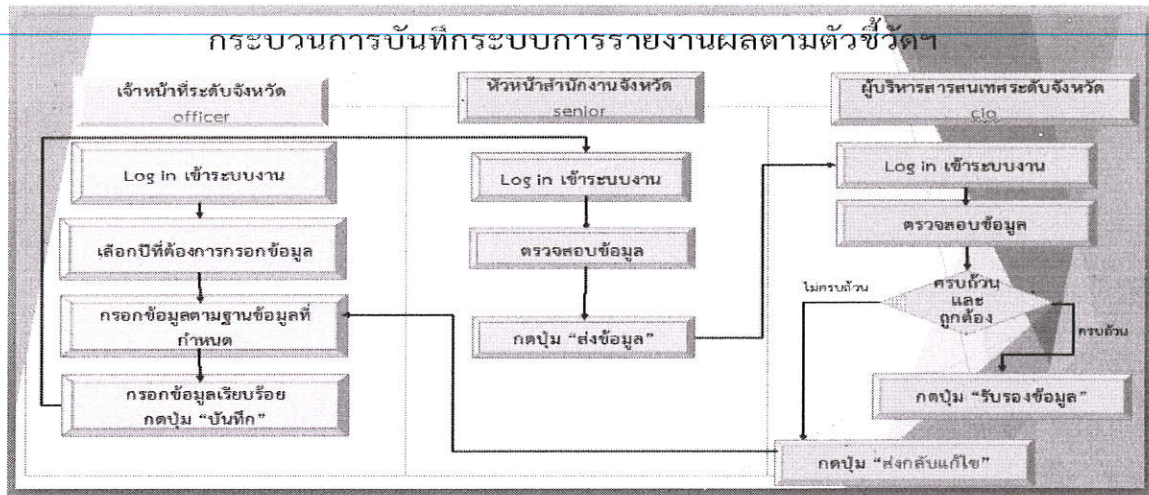 กระบวนการบันทึกระบบการรายงานผลตามตัวชี้วัดฯ
เจ้าหน้าที่ระดับจังหวัด
officer
Log in เข้าระบบงาน
เลือกปีที่ต้องการกรอกข้อมูล
กรอกข้อมูลตามฐานข้อมูลที่
กำหนด
กรอกข้อมูลเรียบร้อย
กดปุ่ม “บันทึก”
หัวหน้าสำนักงานจังหวัด
senior
Log in เข้าระบบงาน
ตรวจสอบข้อมูล
กดปุ่ม “ส่งข้อมูล”
ผู้บริหารสารสนเทศระดับจังหวัด
cio
Log in เข้าระบบงาน
ตรวจสอบข้อมูล
ครบถ้วน
และ
ถูกต้อง
ไม่ครบถ้วน
ครบถ้วน
กดปุ่ม “รับรองข้อมูล”
กดปุ่ม “ส่งกลับแก้ไข”